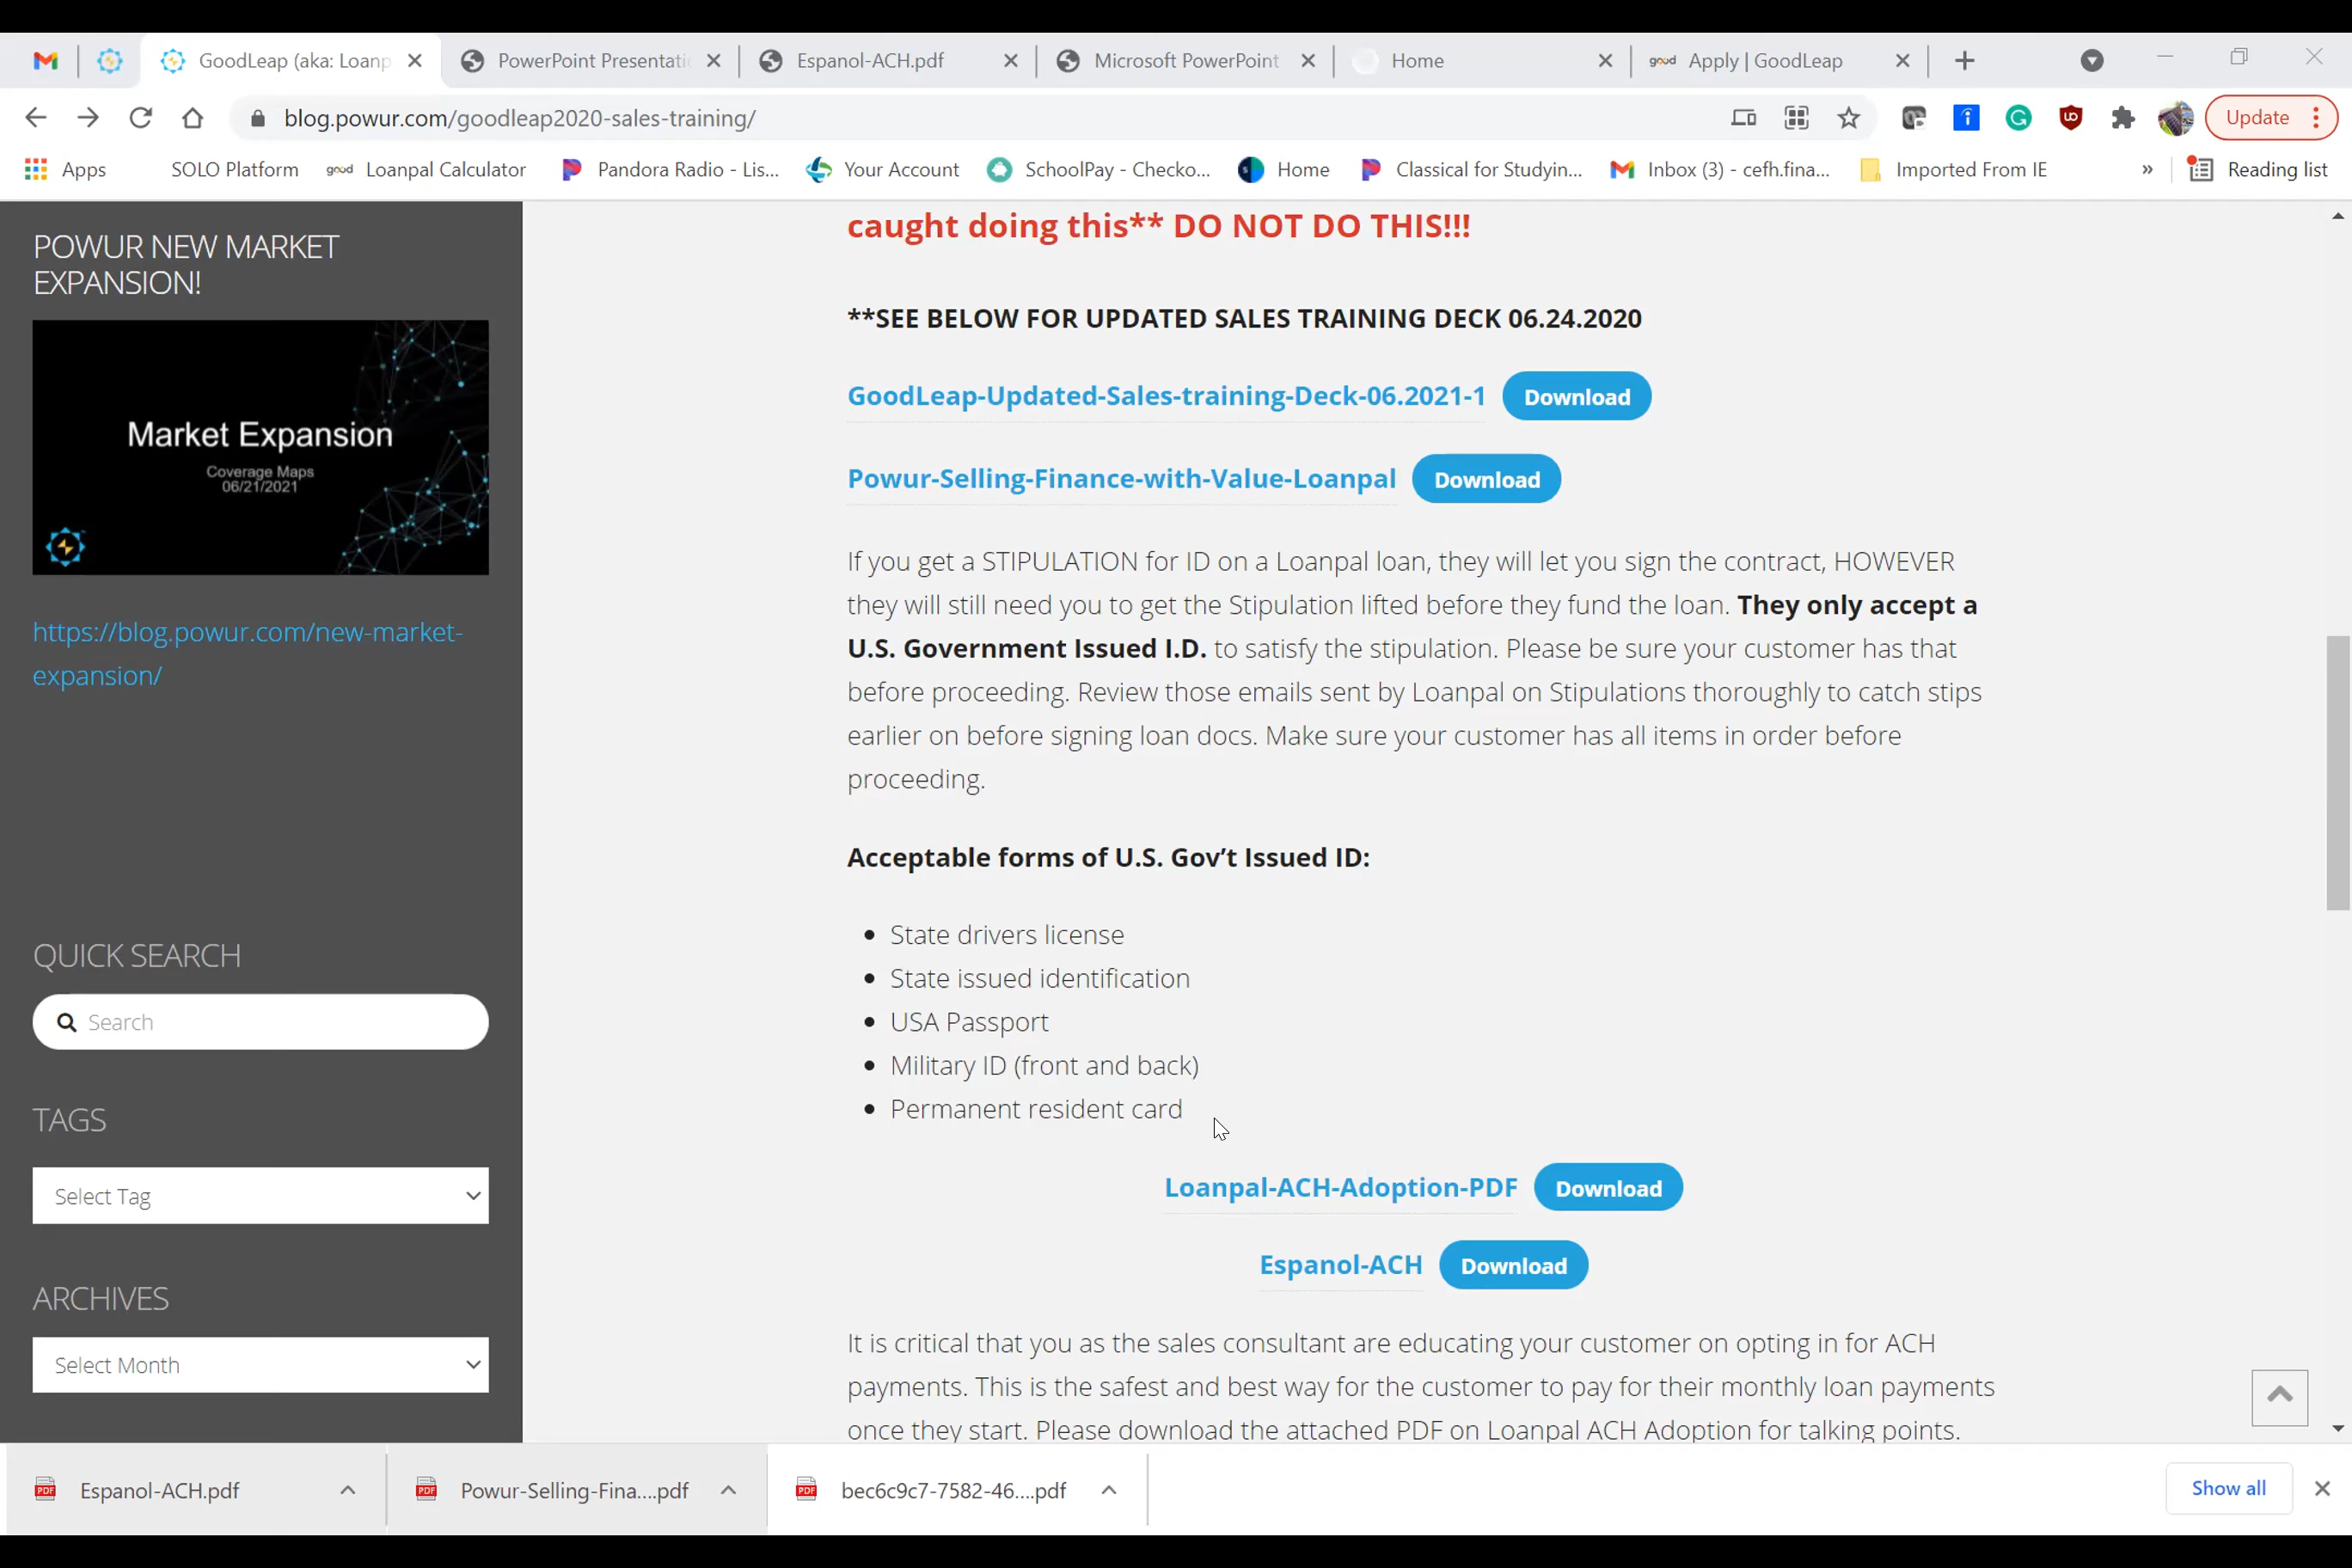 GoodLeap (aka: Loanp
PowerPoint Presentatio
Espanol-ACH.pdf
Microsoft PowerPoint
Home
good Apply | GoodLeap
blog.powur.com/goodleap2020-sales-training/
Update
Apps
SOLO Platform
good Loanpal Calculator
Pandora Radio - Lis...
Your Account
SchoolPay - Checko...
Home
Classical for Studyin...
Inbox (3) - cefh.fina...
Imported From IE
»
Reading list
POWUR NEW MARKET
EXPANSION!
Market Expansion
Coverage Maps
06/21/2021
https://blog.powur.com/new-market-
expansion/
QUICK SEARCH
Search
TAGS
Select Tag
ARCHIVES
Select Month
caught doing this** DO NOT DO THIS!!!
**SEE BELOW FOR UPDATED SALES TRAINING DECK 06.24.2020
GoodLeap-Updated-Sales-training-Deck-06.2021-1 Download
Powur-Selling-Finance-with-Value-Loanpal Download
If you get a STIPULATION for ID on a Loanpal loan, they will let you sign the contract, HOWEVER
they will still need you to get the Stipulation lifted before they fund the loan. They only accept a
U.S. Government Issued I.D. to satisfy the stipulation. Please be sure your customer has that
before proceeding. Review those emails sent by Loanpal on Stipulations thoroughly to catch stips
earlier on before signing loan docs. Make sure your customer has all items in order before
proceeding.
Acceptable forms of U.S. Gov’t Issued ID:
• State drivers license
• State issued identification
• USA Passport
• Military ID (front and back)
• Permanent resident card
Loanpal-ACH-Adoption-PDF Download
Espanol-ACH Download
It is critical that you as the sales consultant are educating your customer on opting in for ACH
payments. This is the safest and best way for the customer to pay for their monthly loan payments
once they start. Please download the attached PDF on Loanpal ACH Adoption for talking points.
PDF Espanol-ACH.pdf
PDF Powur-Selling-Fina....pdf
PDF bec6c9c7-7582-46....pdf
Show all